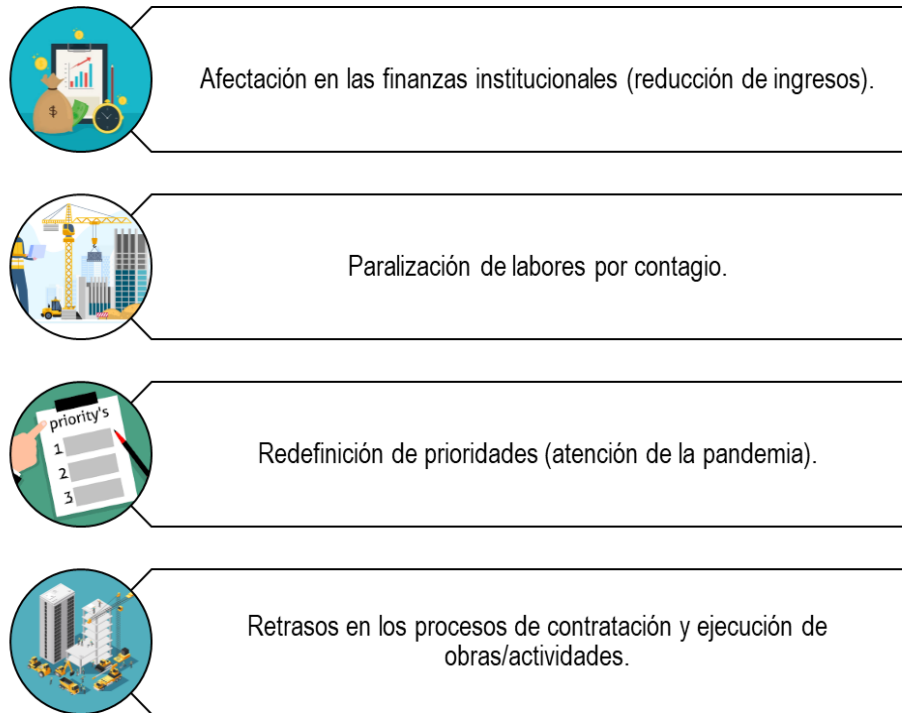 $
Afectación en las finanzas institucionales (reducción de ingresos).
Paralización de labores por contagio.
priority's
1
2
3
Redefinición de prioridades (atención de la pandemia).
Retrasos en los procesos de contratación y ejecución de
obras/actividades.